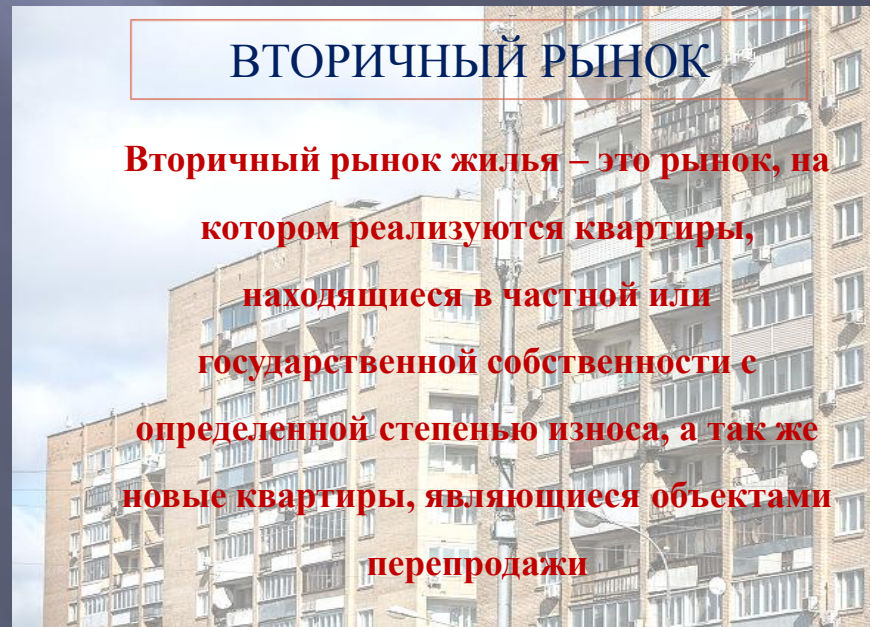 ВТОРИЧНЫЙ РЫНОК
Вторичный рынок жилья – это рынок, на
котором реализуются квартиры,
находящиеся в частной или
государственной собственности с
определенной степенью износа, а так же
новые квартиры, являющиеся объектами
перепродажи